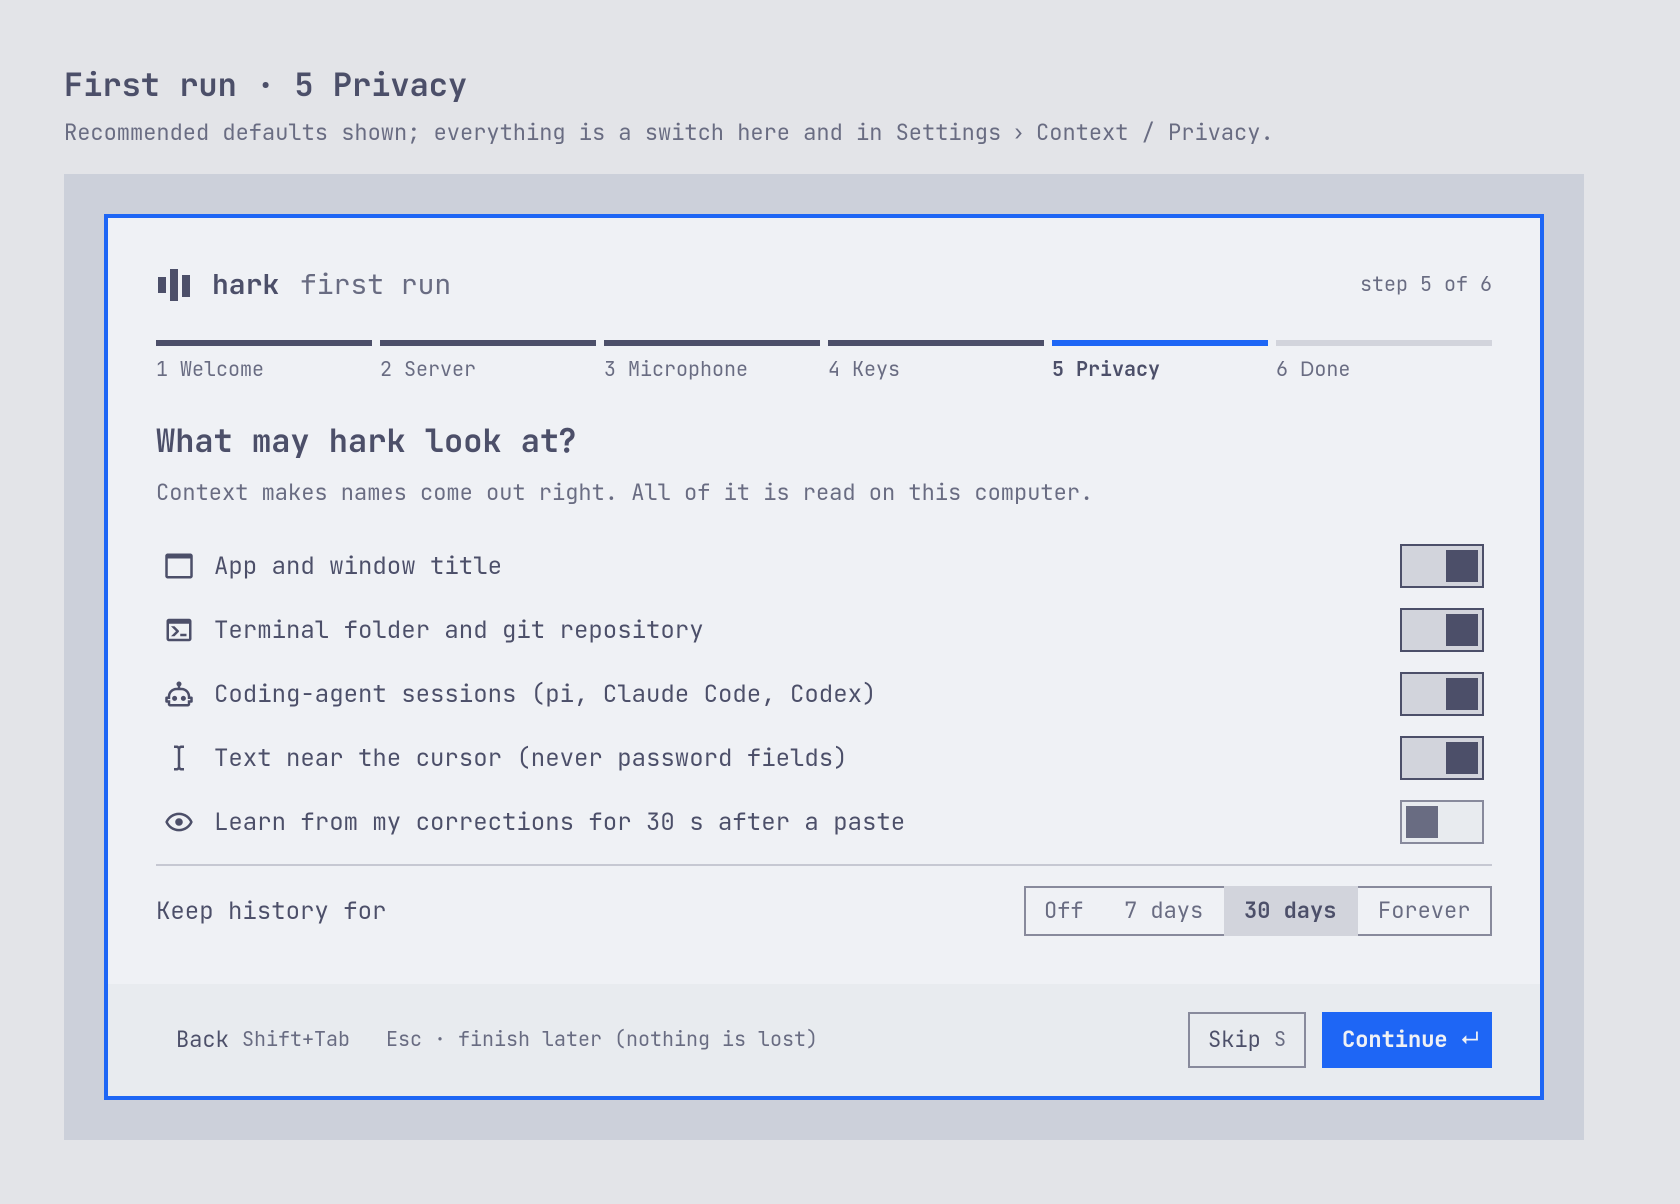 First run · 5 Privacy
Recommended defaults shown; everything is a switch here and in Settings › Context / Privacy.
hark first run
step 5 of 6
1 Welcome
2 Server
3 Microphone
4 Keys
5 Privacy
6 Done
What may hark look at?
Context makes names come out right. All of it is read on this computer.
App and window title
Terminal folder and git repository
Coding-agent sessions (pi, Claude Code, Codex)
Text near the cursor (never password fields)
Learn from my corrections for 30 s after a paste
Keep history for
Off 7 days 30 days Forever
Back Shift+Tab Esc · finish later (nothing is lost)
Skip S
Continue ↵